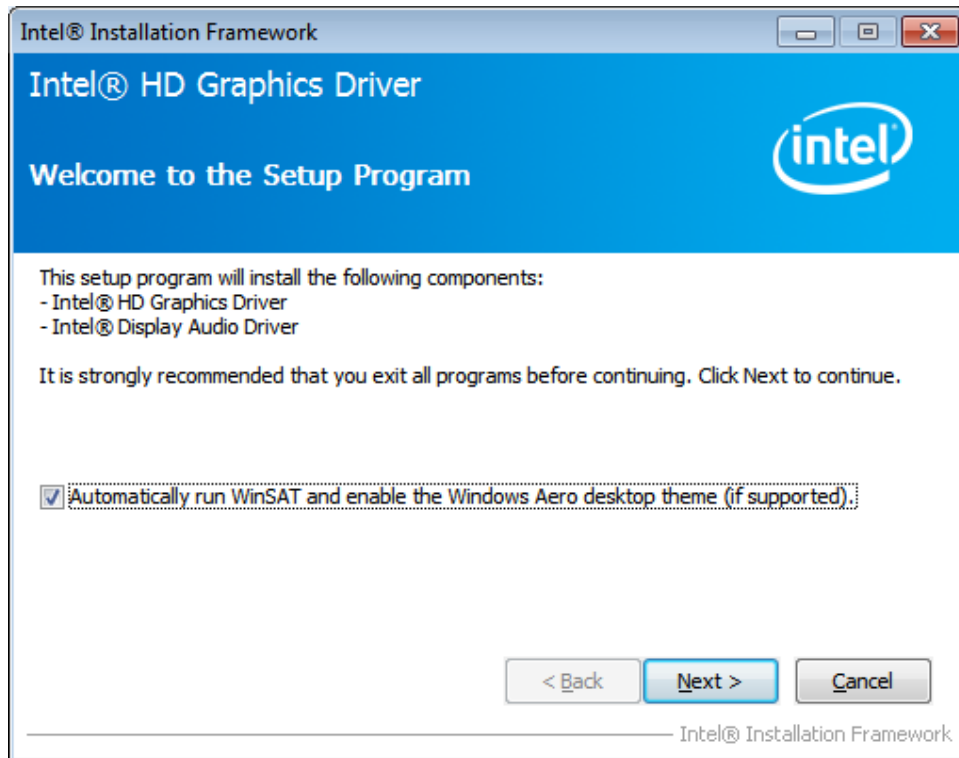 Intel® Installation Framework
Intel® HD Graphics Driver
intel
Welcome to the Setup Program
This setup program will install the following components:
- Intel® HD Graphics Driver
- Intel® Display Audio Driver
It is strongly recommended that you exit all programs before continuing. Click Next to continue.
Automatically run WinSAT and enable the Windows Aero desktop theme (if supported).
< Back Next > Cancel
Intel® Installation Framework